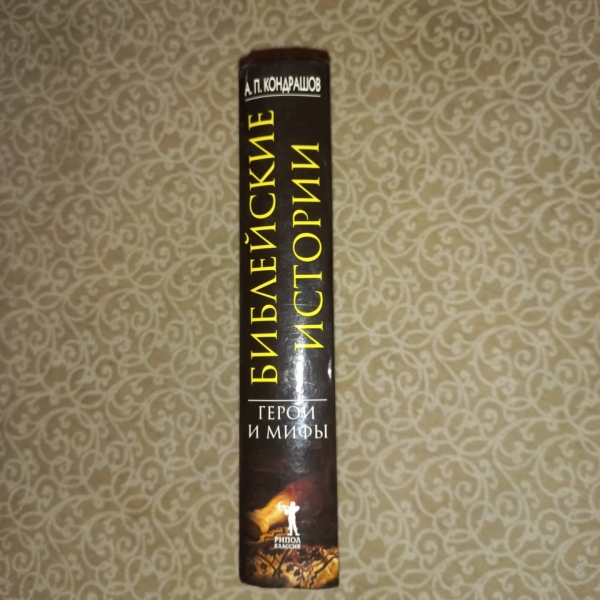 А. П. КОНДРАШОВ
БИБЛЕЙСКИЕ
ИСТОРИИ
ГЕРОИ
И МИФЫ
РИПОЛ
КЛАССИК